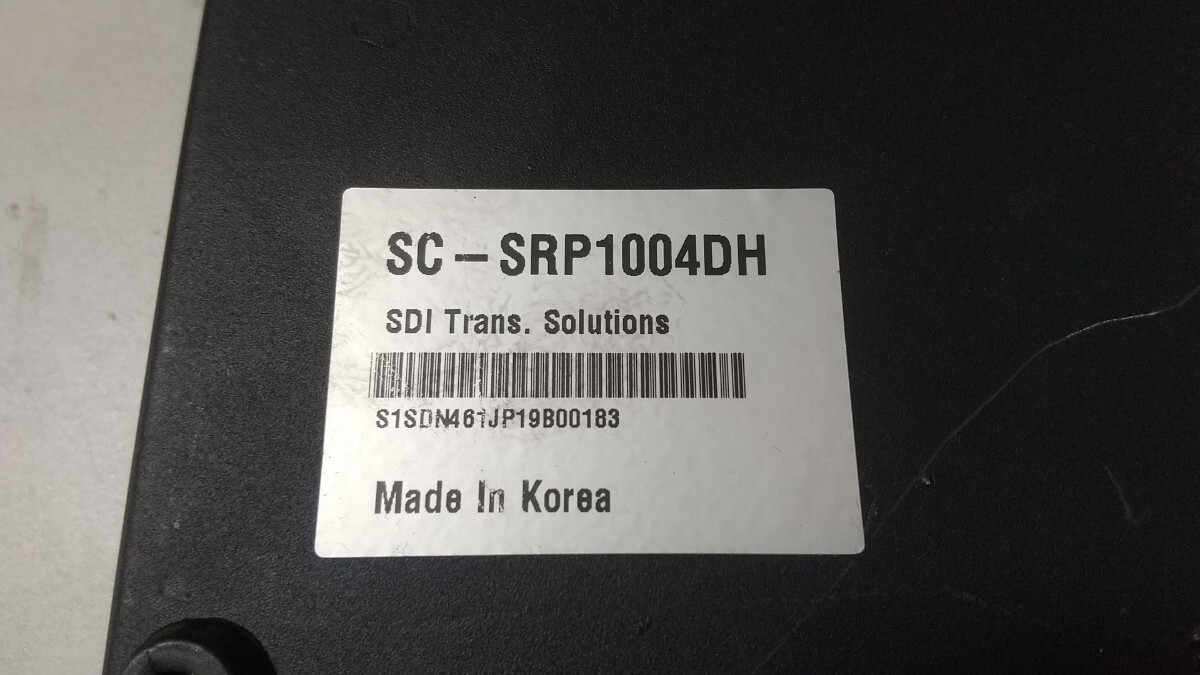 SC-SRP1004DH
SDI Trans. Solutions
S1SDN461JP19B00183
Made In Korea